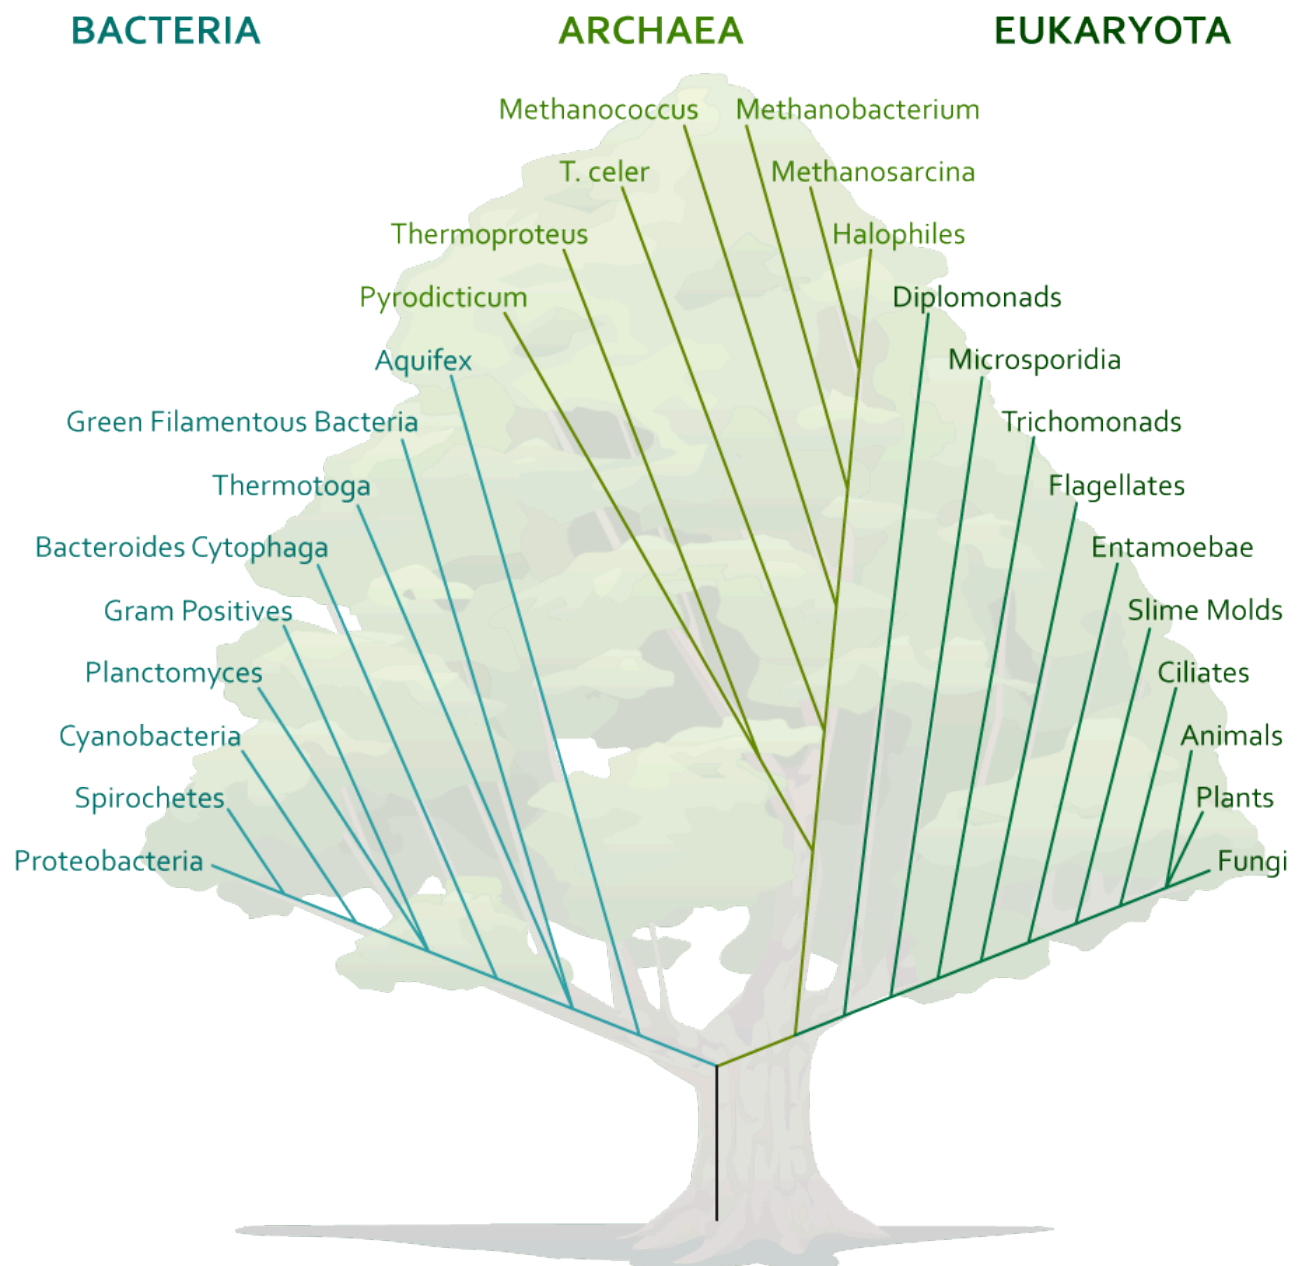 BACTERIA
ARCHAEA
EUKARYOTA
Methanococcus
Methanobacterium
T. celer
Methanosarcina
Thermoproteus
Halophiles
Pyrodicticum
Diplomonads
Aquifex
Microsporidia
Green Filamentous Bacteria
Trichomonads
Thermotoga
Flagellates
Bacteroides Cytophaga
Entamoebae
Gram Positives
Slime Molds
Planctomyces
Ciliates
Cyanobacteria
Animals
Spirochetes
Plants
Proteobacteria
Fungi